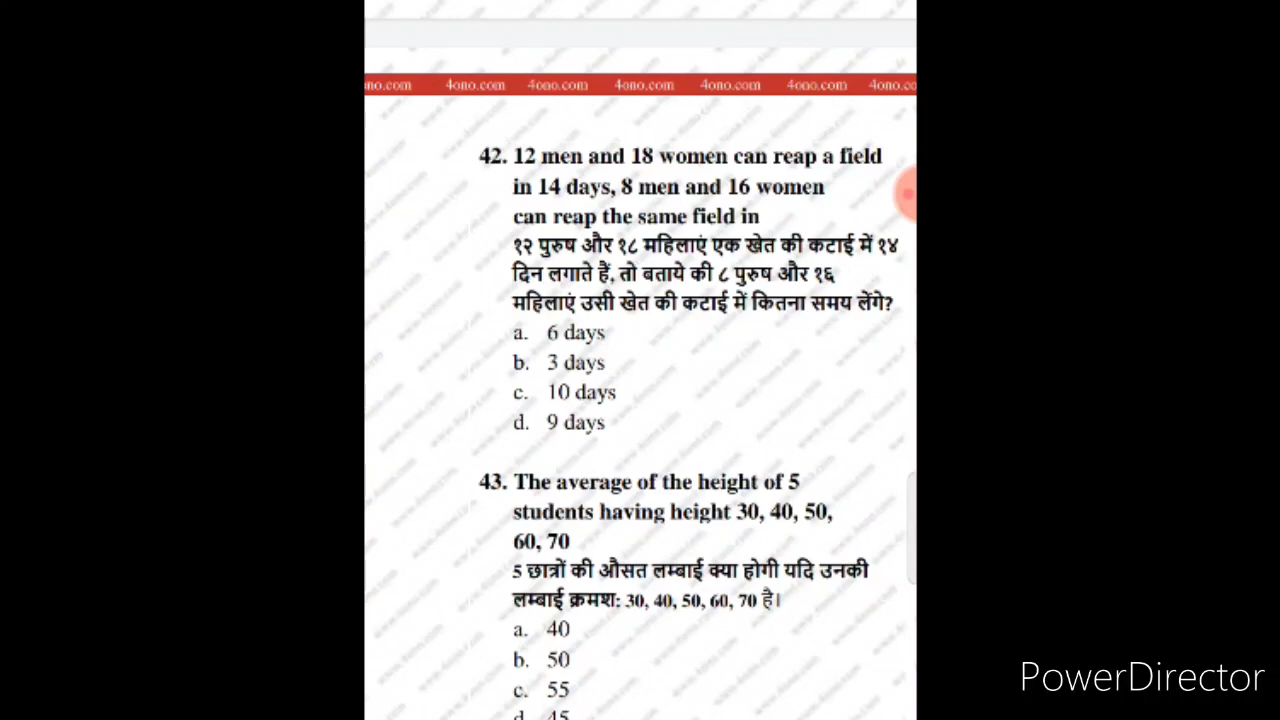 no.com 4ono.com 4ono.com 4ono.com 4ono.com 4ono.com 4ono.co
42. 12 men and 18 women can reap a field
in 14 days, 8 men and 16 women
can reap the same field in
१२ पुरुष और १८ महिलाएं एक खेत की कटाई में १४
दिन लगाते हैं, तो बताये की ८ पुरुष और १६
महिलाएं उसी खेत की कटाई में कितना समय लेंगे?
a. 6 days
b. 3 days
c. 10 days
d. 9 days
43. The average of the height of 5
students having height 30, 40, 50,
60, 70
5 छात्रों की औसत लम्बाई क्या होगी यदि उनकी
लम्बाई क्रमश: 30, 40, 50, 60, 70 है।
a. 40
b. 50
c. 55
d. 45
PowerDirector